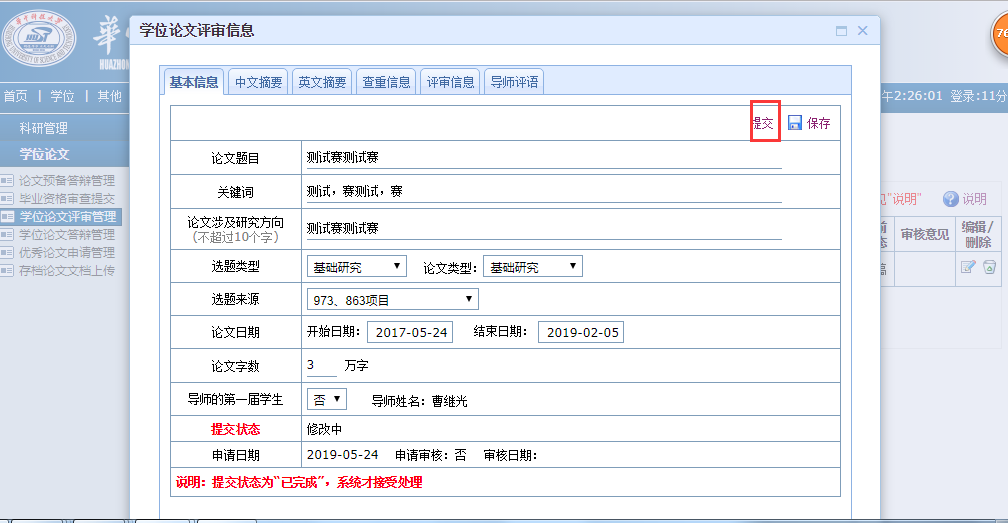 华中科技大学
華
HUAZHON
学位论文评审信息
76
首页 | 学位 | 其他
午2:26:01 登录:11分
科研管理
学位论文
论文预备答辩管理
毕业资格审查提交
学位论文评审管理
学位论文答辩管理
优秀论文申请管理
存档论文文档上传
基本信息 中文摘要 英文摘要 查重信息 评审信息 导师评语
提交 保存
论文题目 测试赛测试赛
关键词 测试，赛测试，赛
论文涉及研究方向 测试赛测试赛
（不超过10个字）
选题类型 基础研究 论文类型: 基础研究
选题来源 973、863项目
论文日期 开始日期: 2017-05-24 结束日期: 2019-02-05
论文字数 3 万字
导师的第一届学生 否 导师姓名: 曹继光
提交状态 修改中
申请日期 2019-05-24 申请审核: 否 审核日期:
说明: 提交状态为"已完成"，系统才接受处理
"说明" 说明
前
态 审核意见 编辑/
删除
稿